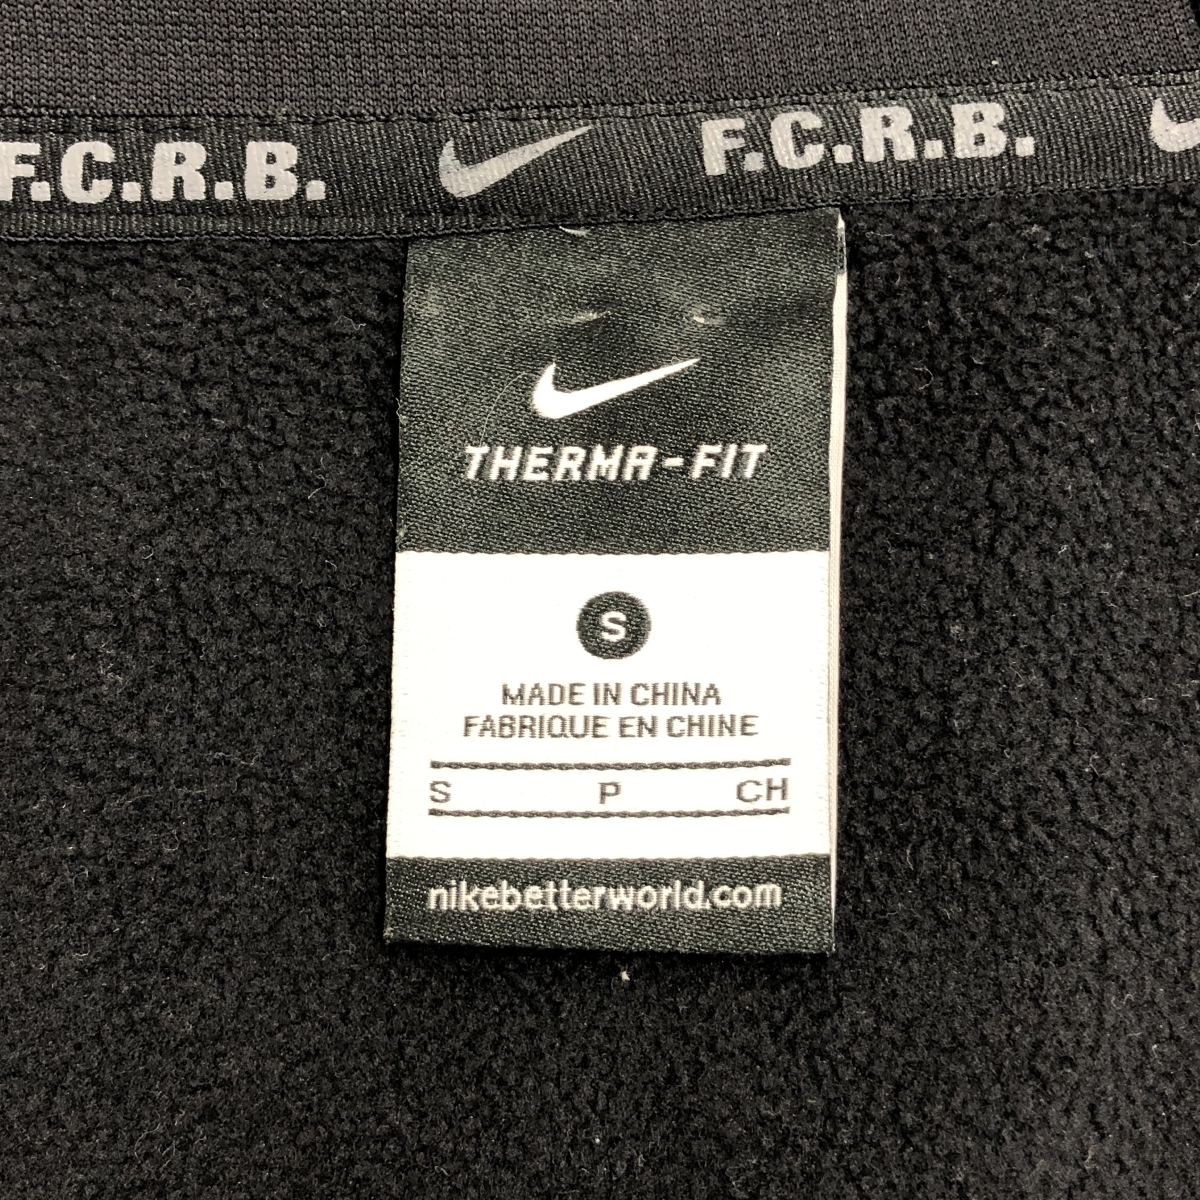 F.C.R.B. F.C.R.B.
THERMA-FIT
S
MADE IN CHINA
FABRIQUE EN CHINE
S P CH
nikebetterworld.com